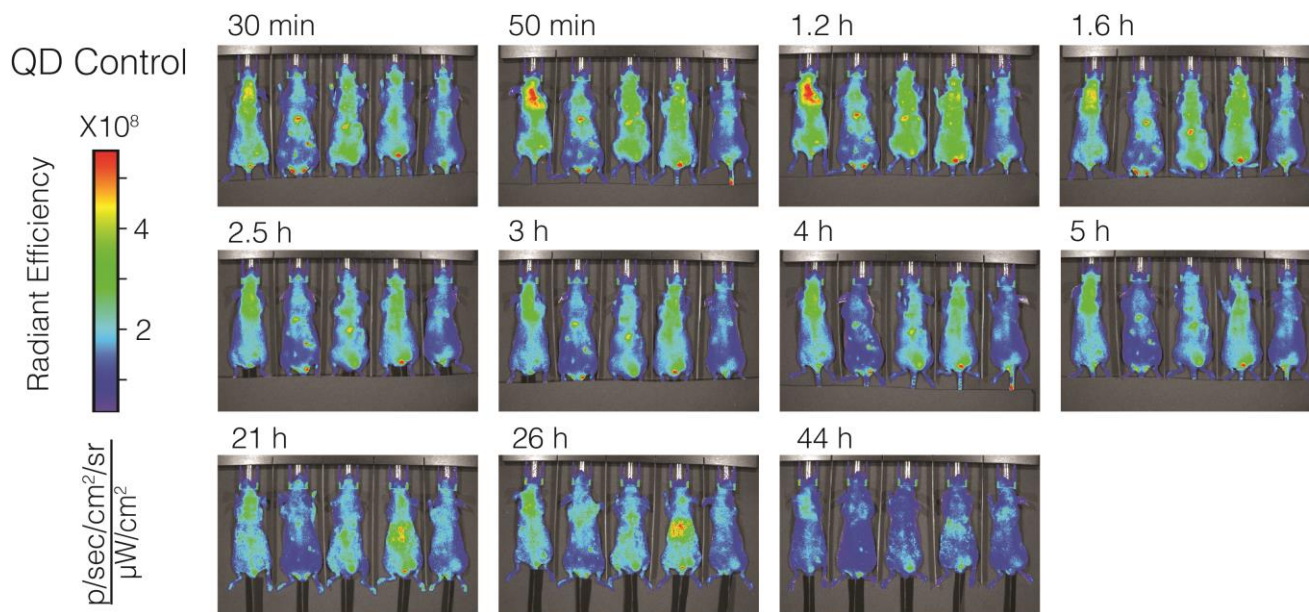 30 min
50 min
1.2 h
1.6 h
QD Control
X10⁸
4
2
Radiant Efficiency
2.5 h
3 h
4 h
5 h
21 h
26 h
44 h
p/sec/cm²/sr
µW/cm²